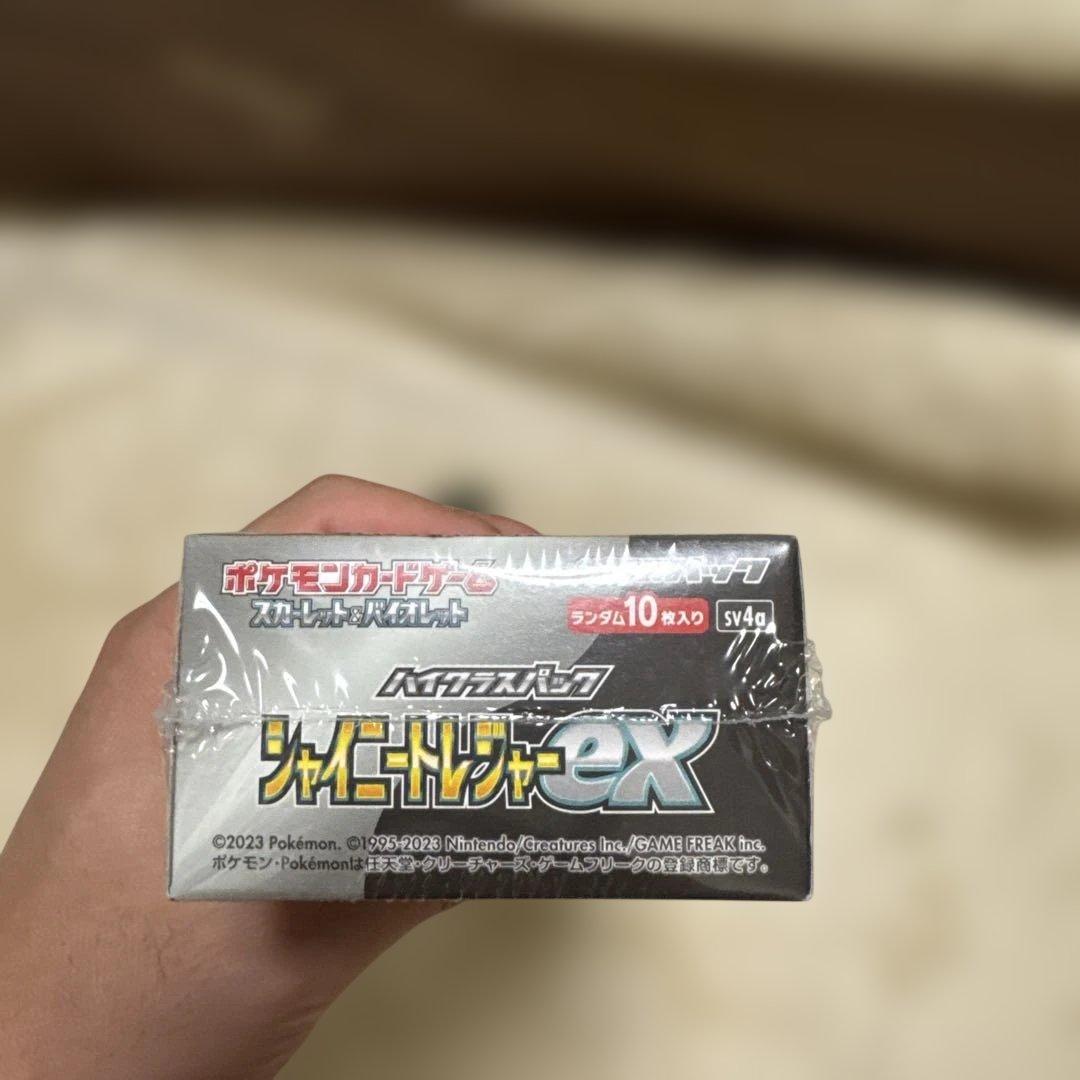 ポケモンカードゲーム
スカーレット&バイオレット
パック
ランダム10枚入り
sv4a
ハイクラスパック
シャイニートレジャーex
©2023 Pokémon. ©1995-2023 Nintendo/Creatures Inc./GAME FREAK inc.
ポケモン・Pokémonは任天堂・クリーチャーズ・ゲームフリークの登録商標です。